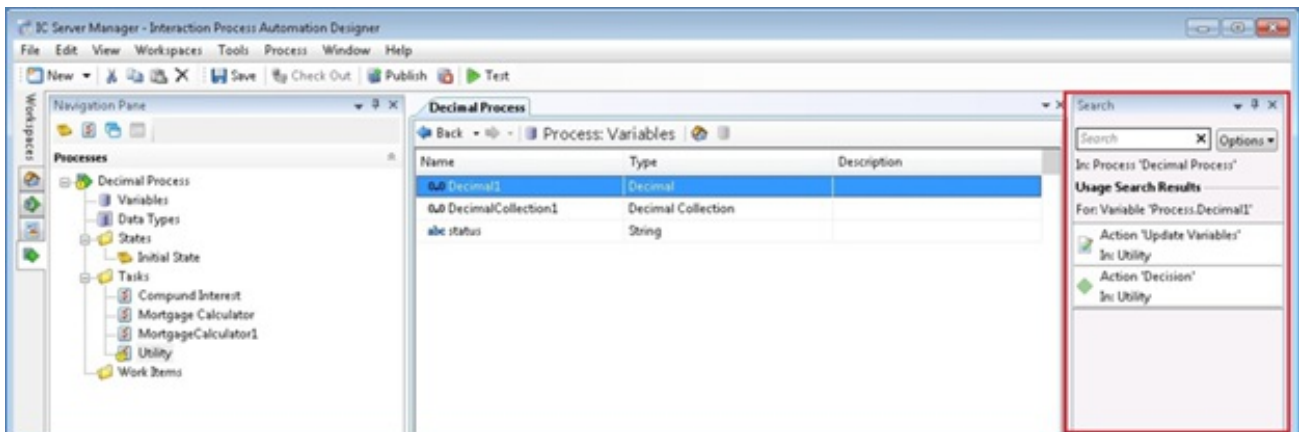 IC Server Manager - Interaction Process Automation Designer
File Edit View Workspaces Tools Process Window Help
New Save Check Out Publish Test
Workspaces
Navigation Pane
Processes
Decimal Process
Variables
Data Types
States
Initial State
Tasks
Compund Interest
Mortgage Calculator
MortgageCalculator1
Utility
Work Items
Decimal Process
Back Process: Variables
Name Type Description
0.0 Decimal1 Decimal
0.0 DecimalCollection1 Decimal Collection
abc status String
Search
Search Options
In: Process 'Decimal Process'
Usage Search Results
For: Variable 'Process.Decimal1'
Action 'Update Variables'
In: Utility
Action 'Decision'
In: Utility